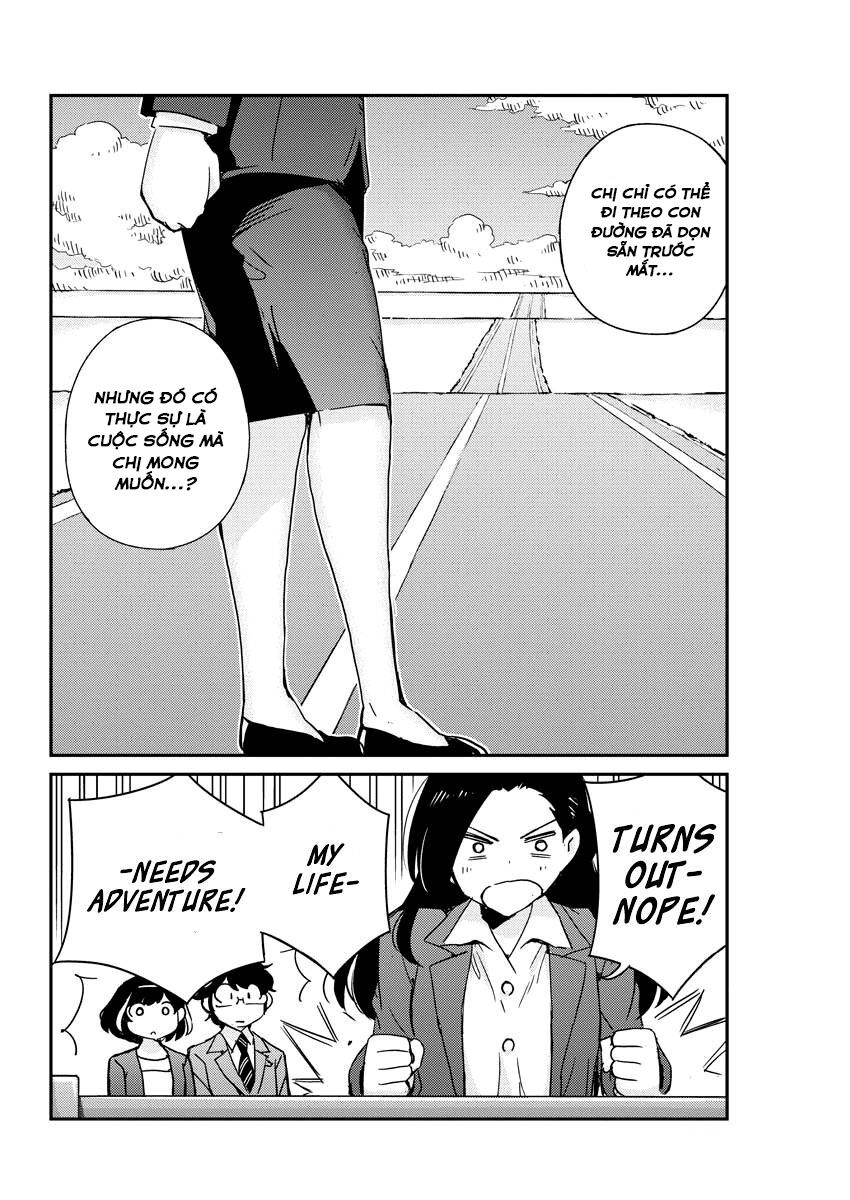 CHỊ CHỈ CÓ THỂ
ĐI THEO CON
ĐƯỜNG ĐÃ DỌN
SẴN TRƯỚC
MẮT...
NHƯNG ĐÓ CÓ
THỰC SỰ LÀ
CUỘC SỐNG MÀ
CHỊ MONG
MUỐN...?
TURNS
OUT-
NOPE!
MY
LIFE-
-NEEDS
ADVENTURE!